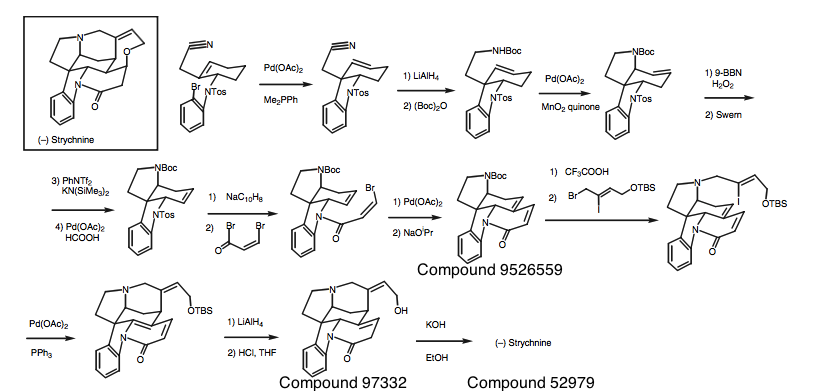 N
O
N
O
(–) Strychnine
N
Br
NTos
Pd(OAc)2
Me2PPh
N
NTos
1) LiAlH4
2) (Boc)2O
NHBoc
NTos
Pd(OAc)2
MnO2 quinone
NBoc
NTos
1) 9-BBN
H2O2
2) Swern
3) PhNTf2
KN(SiMe3)2
4) Pd(OAc)2
HCOOH
NBoc
NTos
1) NaC10H8
2)
Br Br
O
NBoc
Br
N
O
1) Pd(OAc)2
2) NaOiPr
NBoc
N
O
Compound 9526559
1) CF3COOH
2) Br OTBS
I
N
I
OTBS
N
O
Pd(OAc)2
PPh3
N
OTBS
N
O
1) LiAlH4
2) HCl, THF
N
OH
N
O
Compound 97332
KOH
EtOH
(–) Strychnine
Compound 52979